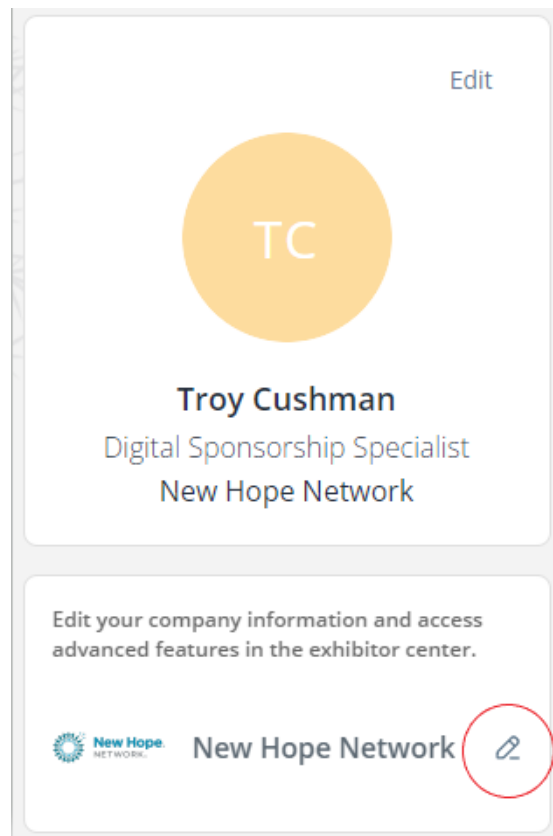 Edit
TC
Troy Cushman
Digital Sponsorship Specialist
New Hope Network
Edit your company information and access
advanced features in the exhibitor center.
New Hope.
NETWORK.
New Hope Network